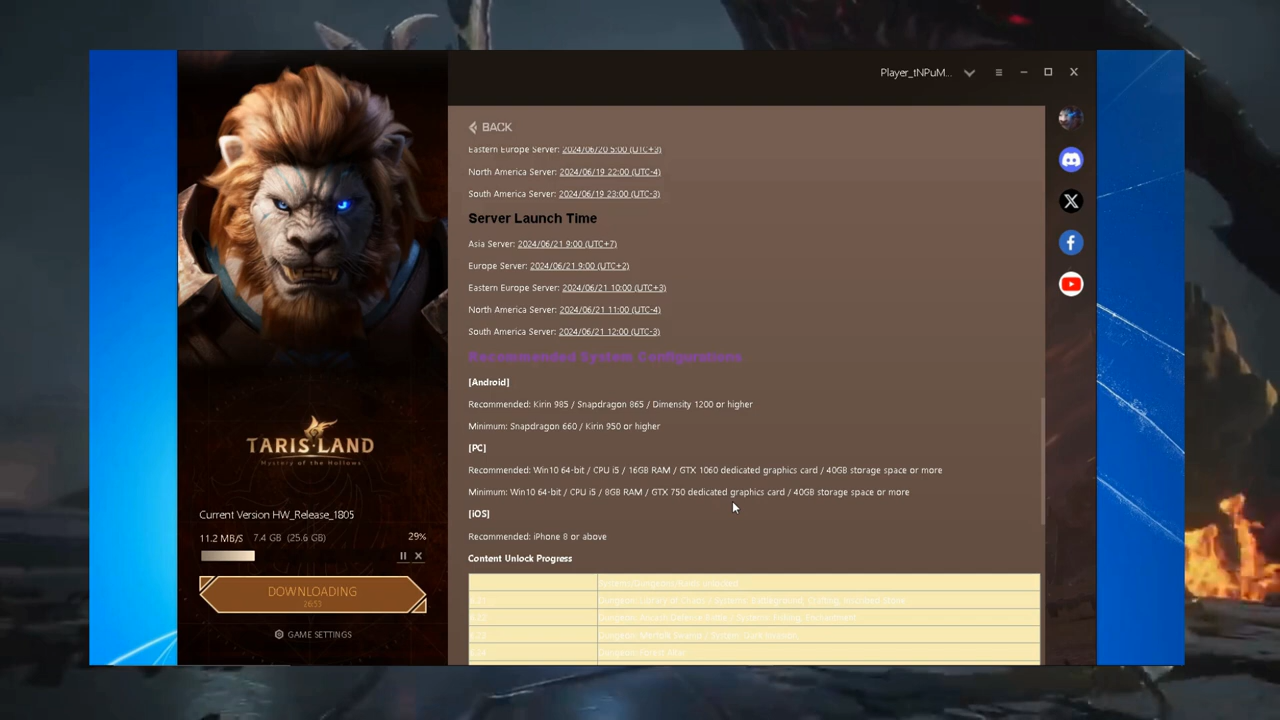 Player_tNPuM...
BACK
Eastern Europe Server: 2024/06/20 5:00 (UTC+3)
North America Server: 2024/06/19 22:00 (UTC-4)
South America Server: 2024/06/19 23:00 (UTC-3)
Server Launch Time
Asia Server: 2024/06/21 9:00 (UTC+7)
Europe Server: 2024/06/21 9:00 (UTC+2)
Eastern Europe Server: 2024/06/21 10:00 (UTC+3)
North America Server: 2024/06/21 11:00 (UTC-4)
South America Server: 2024/06/21 12:00 (UTC-3)
Recommended System Configurations
[Android]
Recommended: Kirin 985 / Snapdragon 865 / Dimensity 1200 or higher
Minimum: Snapdragon 660 / Kirin 950 or higher
[PC]
Recommended: Win10 64-bit / CPU i5 / 16GB RAM / GTX 1060 dedicated graphics card / 40GB storage space or more
Minimum: Win10 64-bit / CPU i5 / 8GB RAM / GTX 750 dedicated graphics card / 40GB storage space or more
[iOS]
Recommended: iPhone 8 or above
Content Unlock Progress
TARISLAND
Mystery of the Hollows
Current Version HW_Release_1805
11.2 MB/S 7.4 GB (25.6 GB) 29%
DOWNLOADING
26:53
GAME SETTINGS